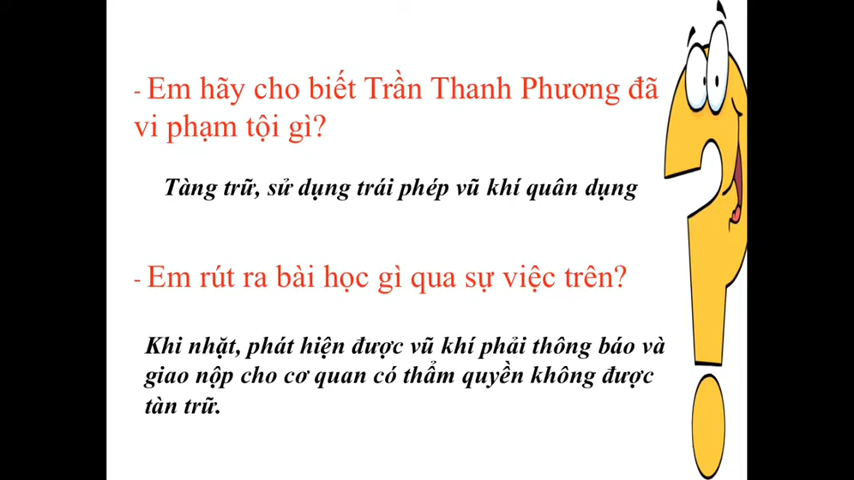 - Em hãy cho biết Trần Thanh Phương đã
vi phạm tội gì?
Tàng trữ, sử dụng trái phép vũ khí quân dụng
- Em rút ra bài học gì qua sự việc trên?
Khi nhặt, phát hiện được vũ khí phải thông báo và
giao nộp cho cơ quan có thẩm quyền không được
tàn trữ.